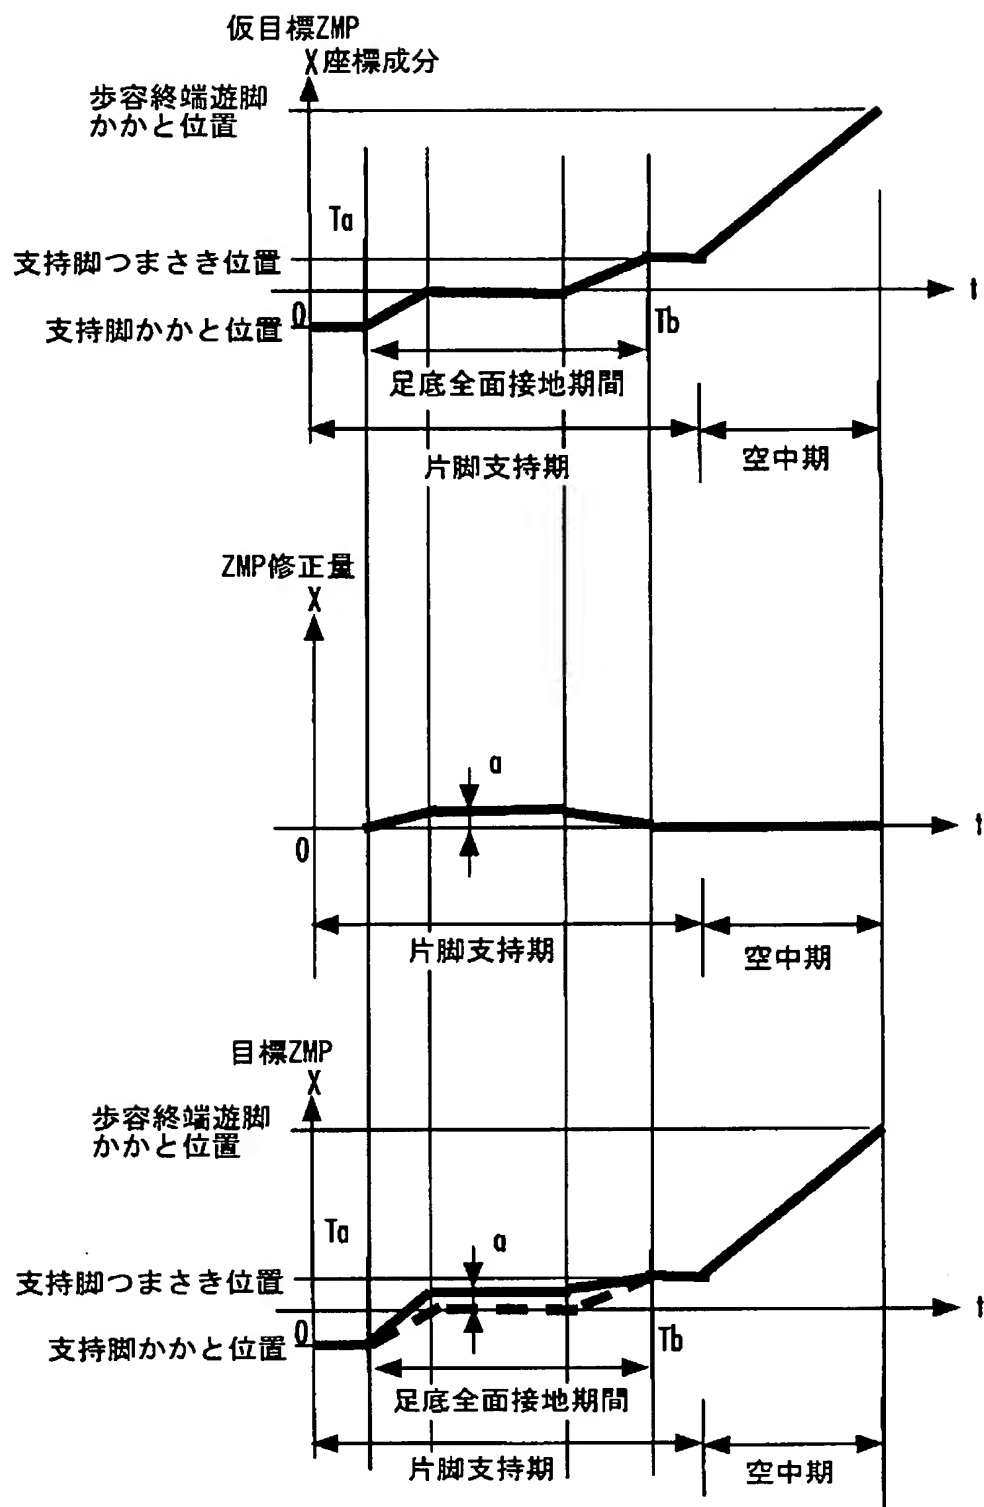 仮目標ZMP
X座標成分
歩容終端遊脚
かかと位置
Ta
支持脚つまさき位置
t
0
支持脚かかと位置
Tb
足底全面接地期間
片脚支持期
空中期
ZMP修正量
X
a
t
0
片脚支持期
空中期
目標ZMP
X
歩容終端遊脚
かかと位置
Ta
a
支持脚つまさき位置
t
0
支持脚かかと位置
Tb
足底全面接地期間
片脚支持期
空中期